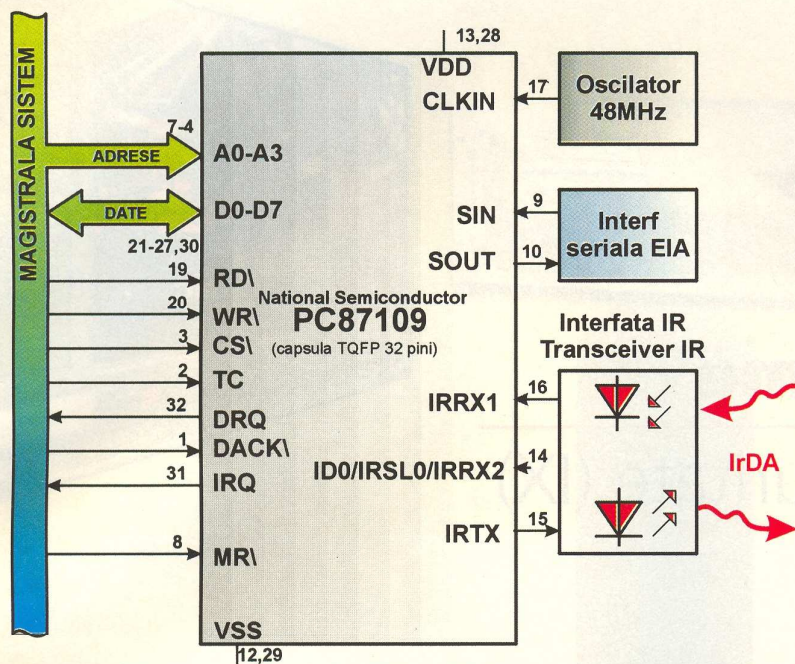 MAGISTRALA SISTEM
13,28
VDD
CLKIN
17
Oscilator
48MHz
7-4
ADRESE
A0-A3
DATE
D0-D7
21-27,30
SIN
9
SOUT
10
Interf
seriala EIA
19
RD\
20
WR\
3
CS\
2
TC
32
DRQ
1
DACK\
31
IRQ
8
MR\
National Semiconductor
PC87109
(capsula TQFP 32 pini)
Interfata IR
Transceiver IR
IRRX1
16
ID0/IRSL0/IRRX2
14
IRTX
15
IrDA
VSS
12,29